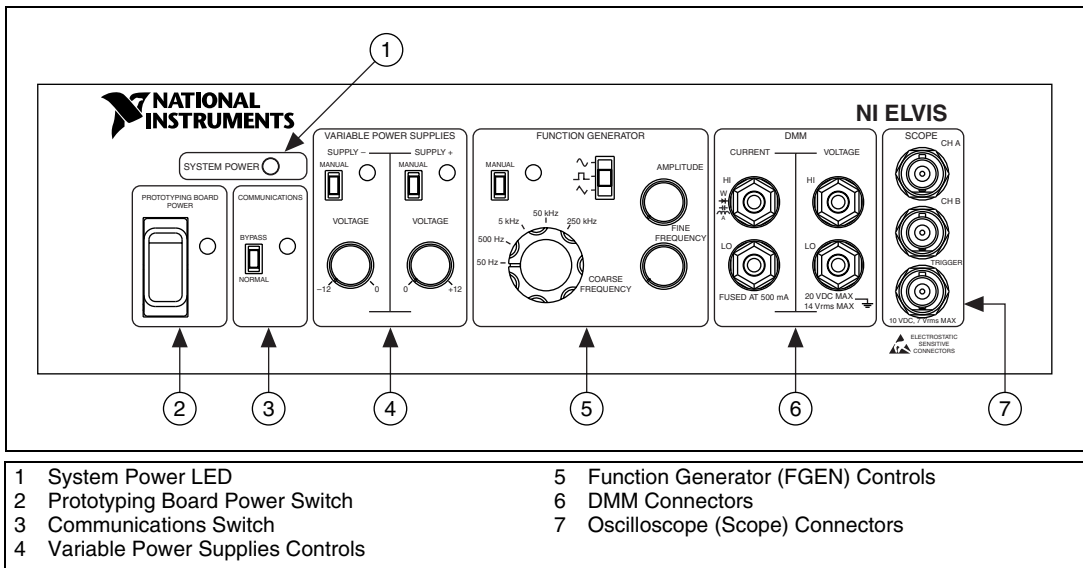 1
NATIONAL
INSTRUMENTS
NI ELVIS
SYSTEM POWER
PROTOTYPING BOARD
POWER
COMMUNICATIONS
BYPASS
NORMAL
VARIABLE POWER SUPPLIES
SUPPLY – SUPPLY +
MANUAL MANUAL
VOLTAGE VOLTAGE
–12 0 0 +12
FUNCTION GENERATOR
MANUAL
50 Hz
500 Hz
5 kHz
50 kHz
250 kHz
COARSE
FREQUENCY
AMPLITUDE
FINE
FREQUENCY
DMM
CURRENT VOLTAGE
HI HI
W
A
LO LO
FUSED AT 500 mA
20 VDC MAX
14 Vrms MAX
SCOPE
CH A
CH B
TRIGGER
10 VDC, 7 Vrms MAX
ELECTROSTATIC
SENSITIVE
CONNECTORS
2 3 4 5 6 7
1 System Power LED
2 Prototyping Board Power Switch
3 Communications Switch
4 Variable Power Supplies Controls
5 Function Generator (FGEN) Controls
6 DMM Connectors
7 Oscilloscope (Scope) Connectors